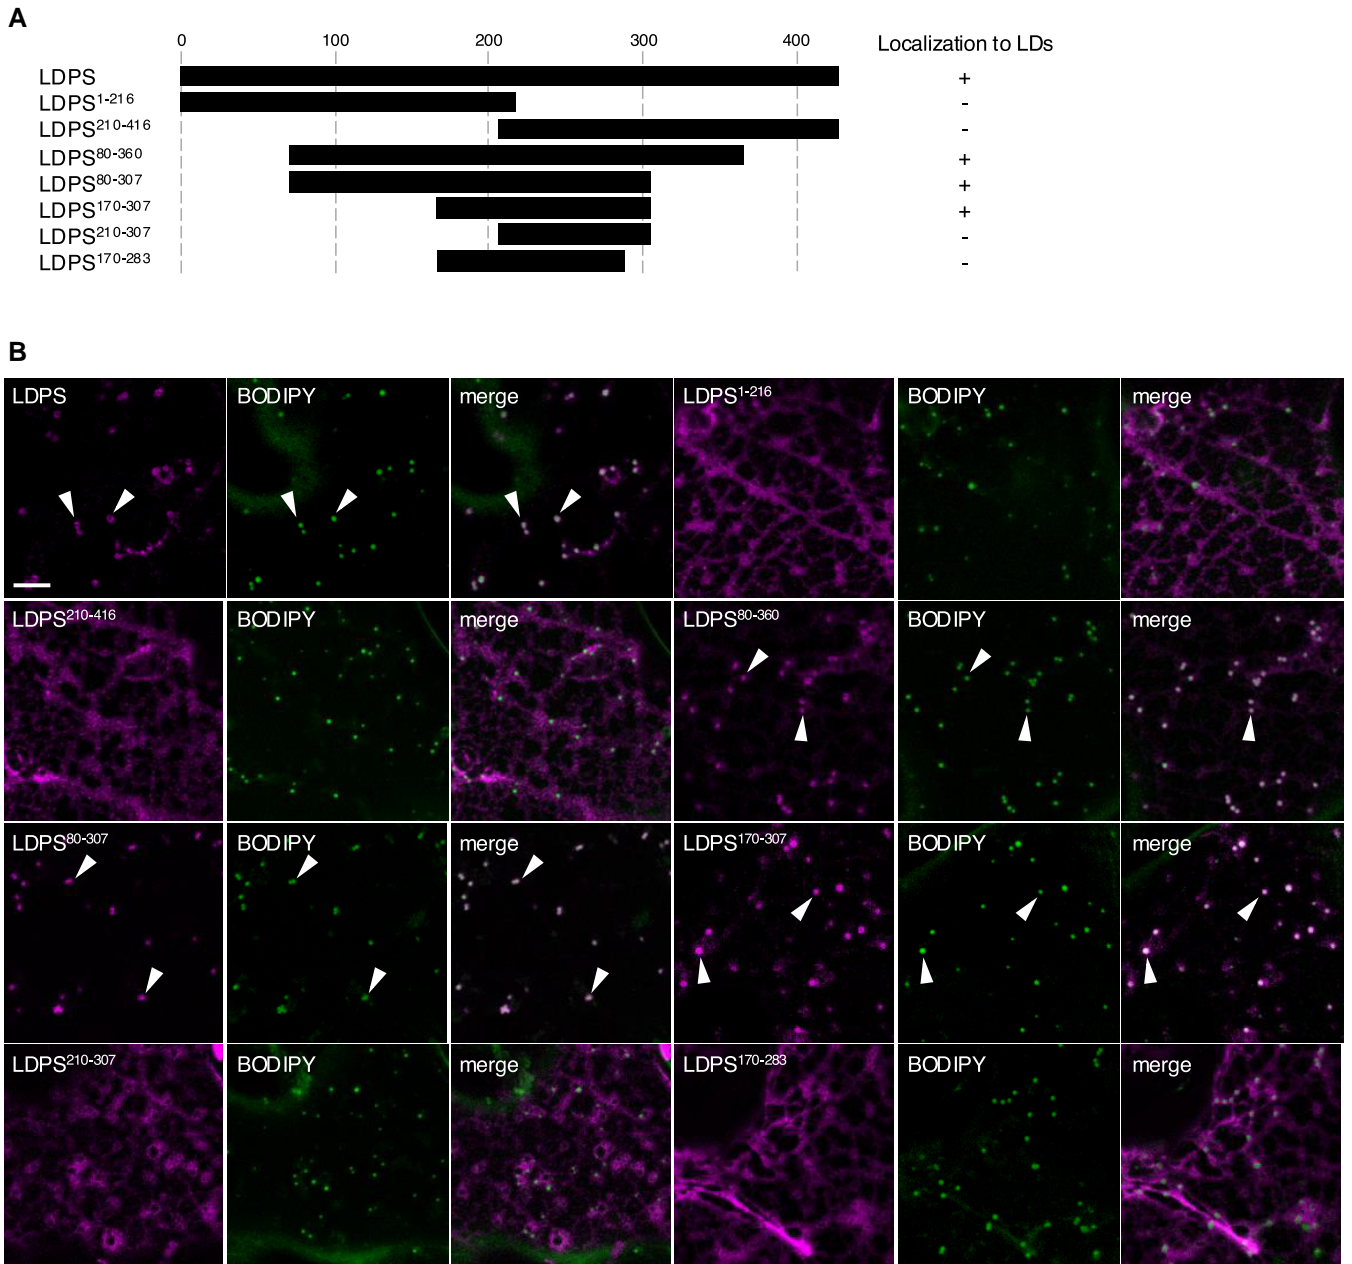 A
0 100 200 300 400 Localization to LDs
LDPS +
LDPS1-216 -
LDPS210-416 -
LDPS80-360 +
LDPS80-307 +
LDPS170-307 +
LDPS210-307 -
LDPS170-283 -
B
LDPS BODIPY merge LDPS1-216 BODIPY merge
LDPS210-416 BODIPY merge LDPS80-360 BODIPY merge
LDPS80-307 BODIPY merge LDPS170-307 BODIPY merge
LDPS210-307 BODIPY merge LDPS170-283 BODIPY merge